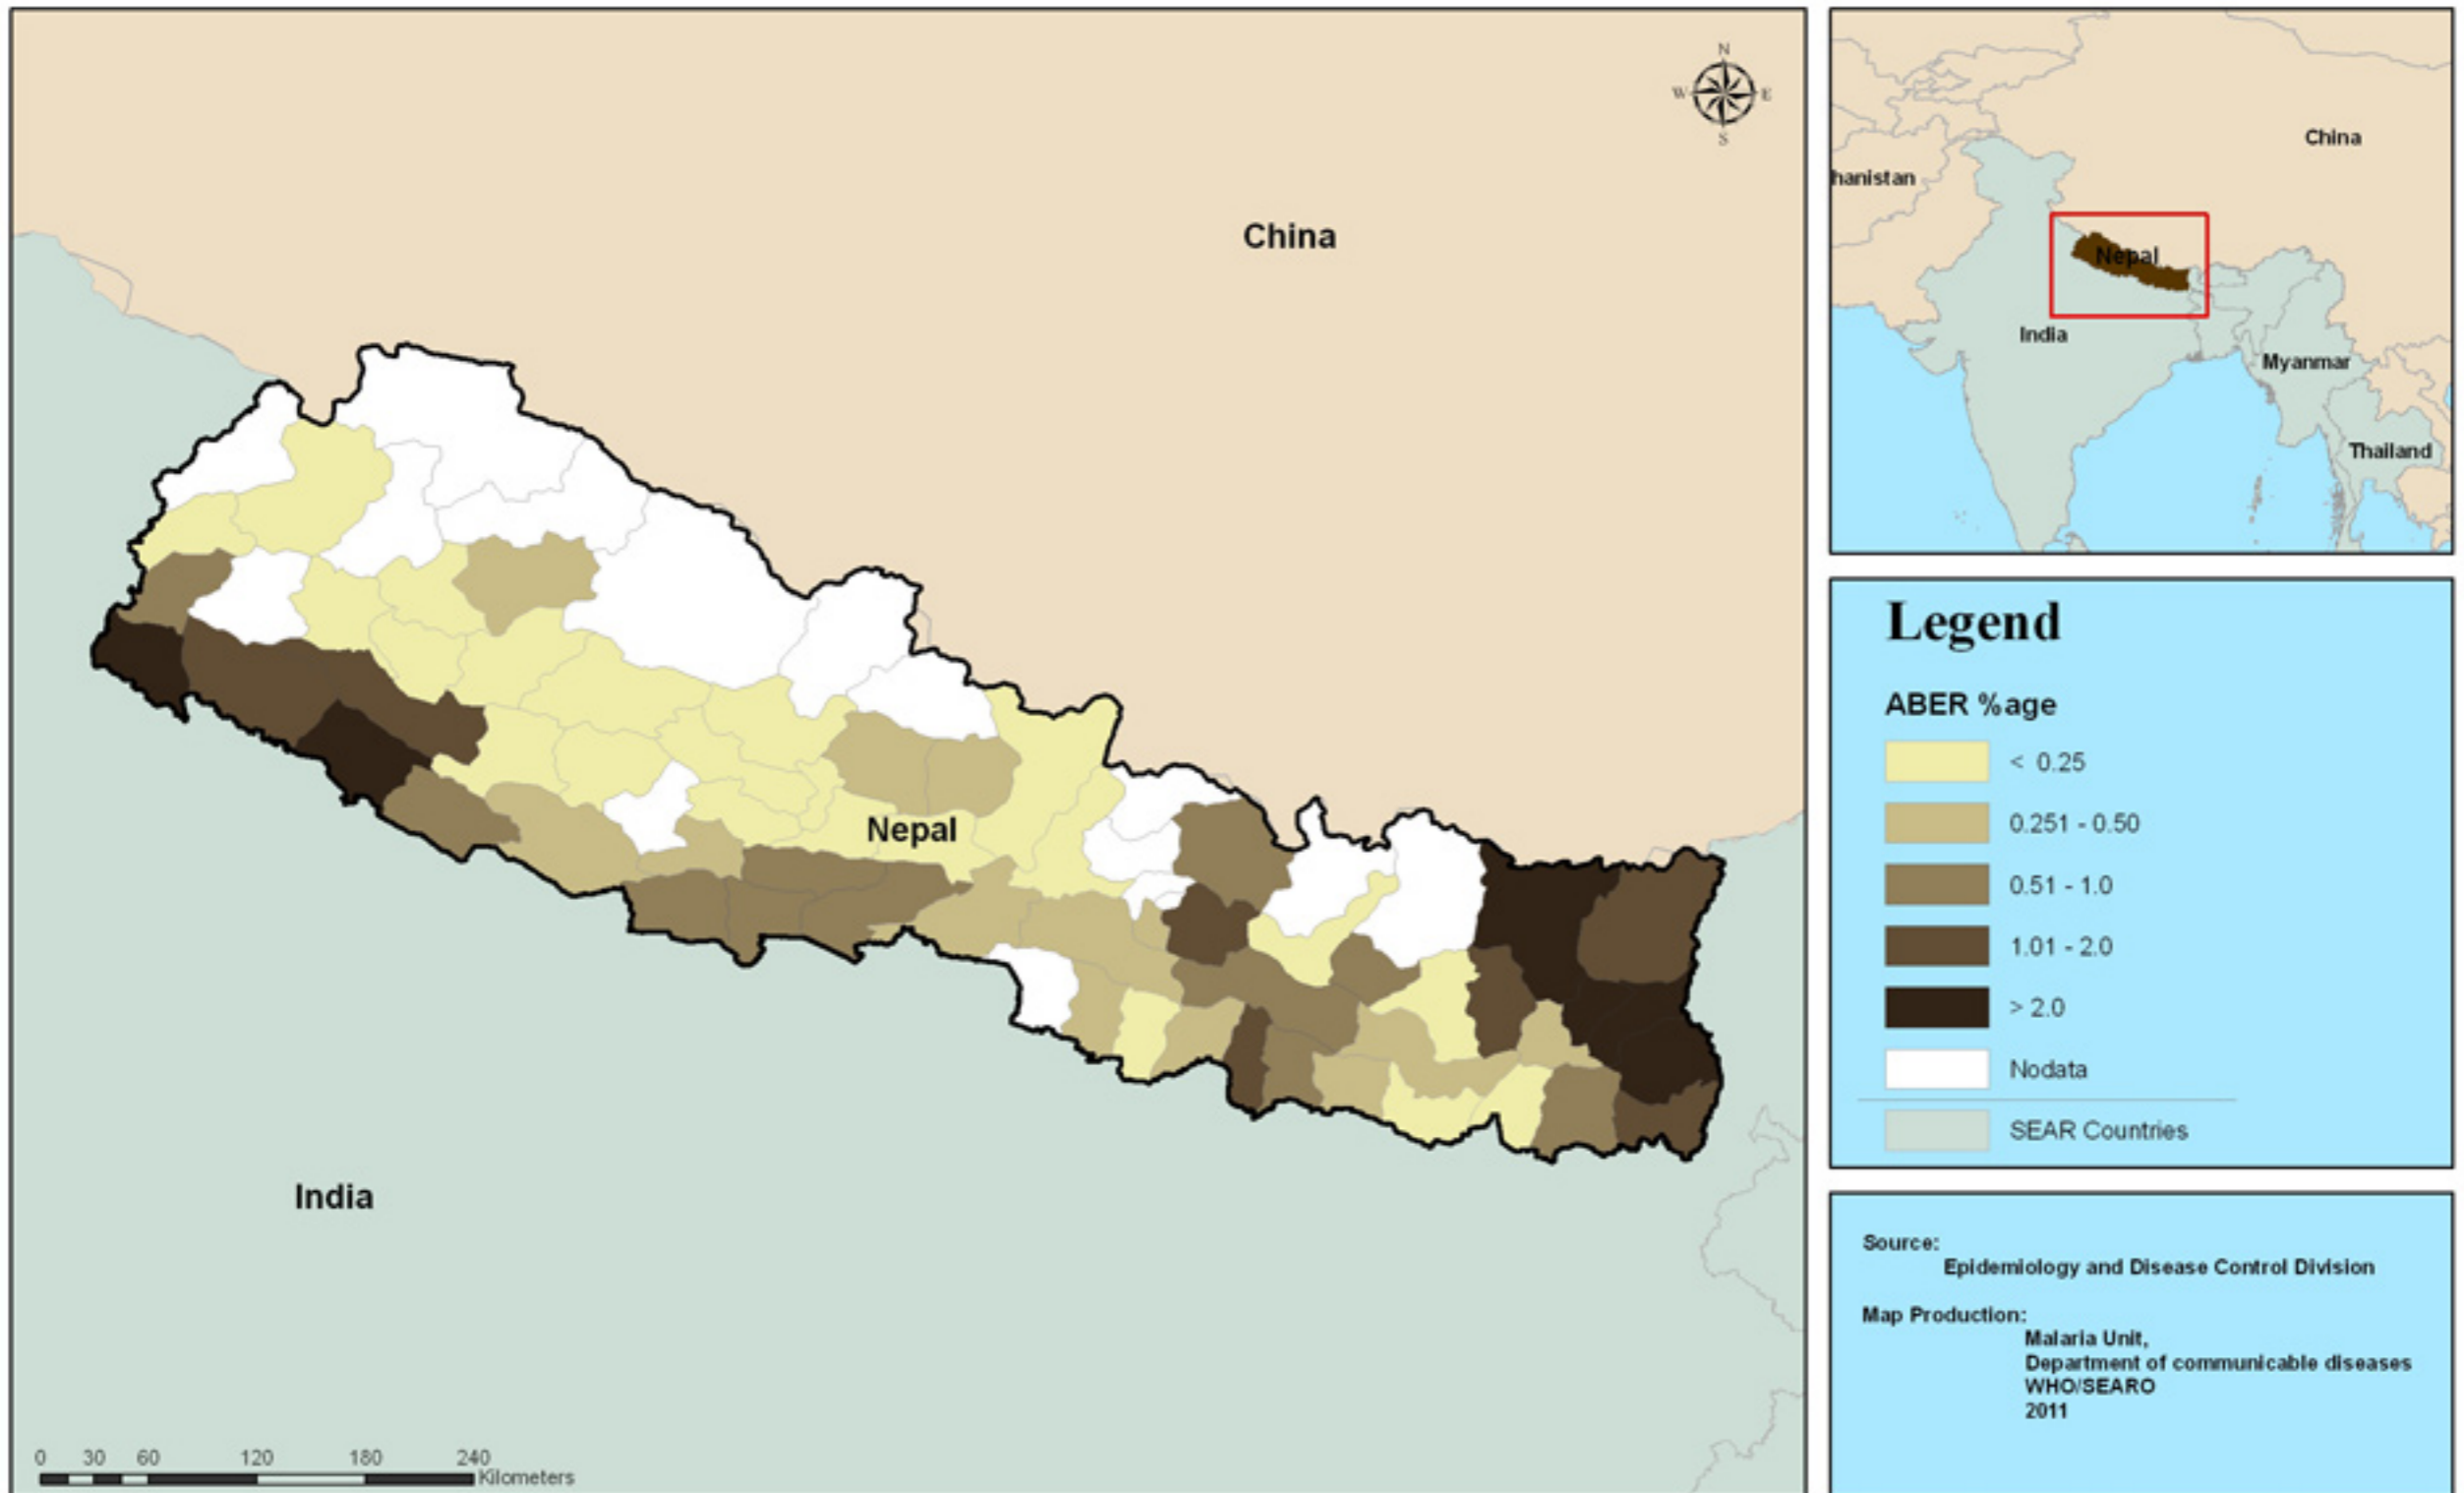 N
W E
S
China
Nepal
India
0 30 60 120 180 240
Kilometers
China
hanistan
Nepal
India
Myanmar
Thailand
Legend
ABER %age
< 0.25
0.251 - 0.50
0.51 - 1.0
1.01 - 2.0
> 2.0
Nodata
SEAR Countries
Source:
Epidemiology and Disease Control Division
Map Production:
Malaria Unit,
Department of communicable diseases
WHO/SEARO
2011